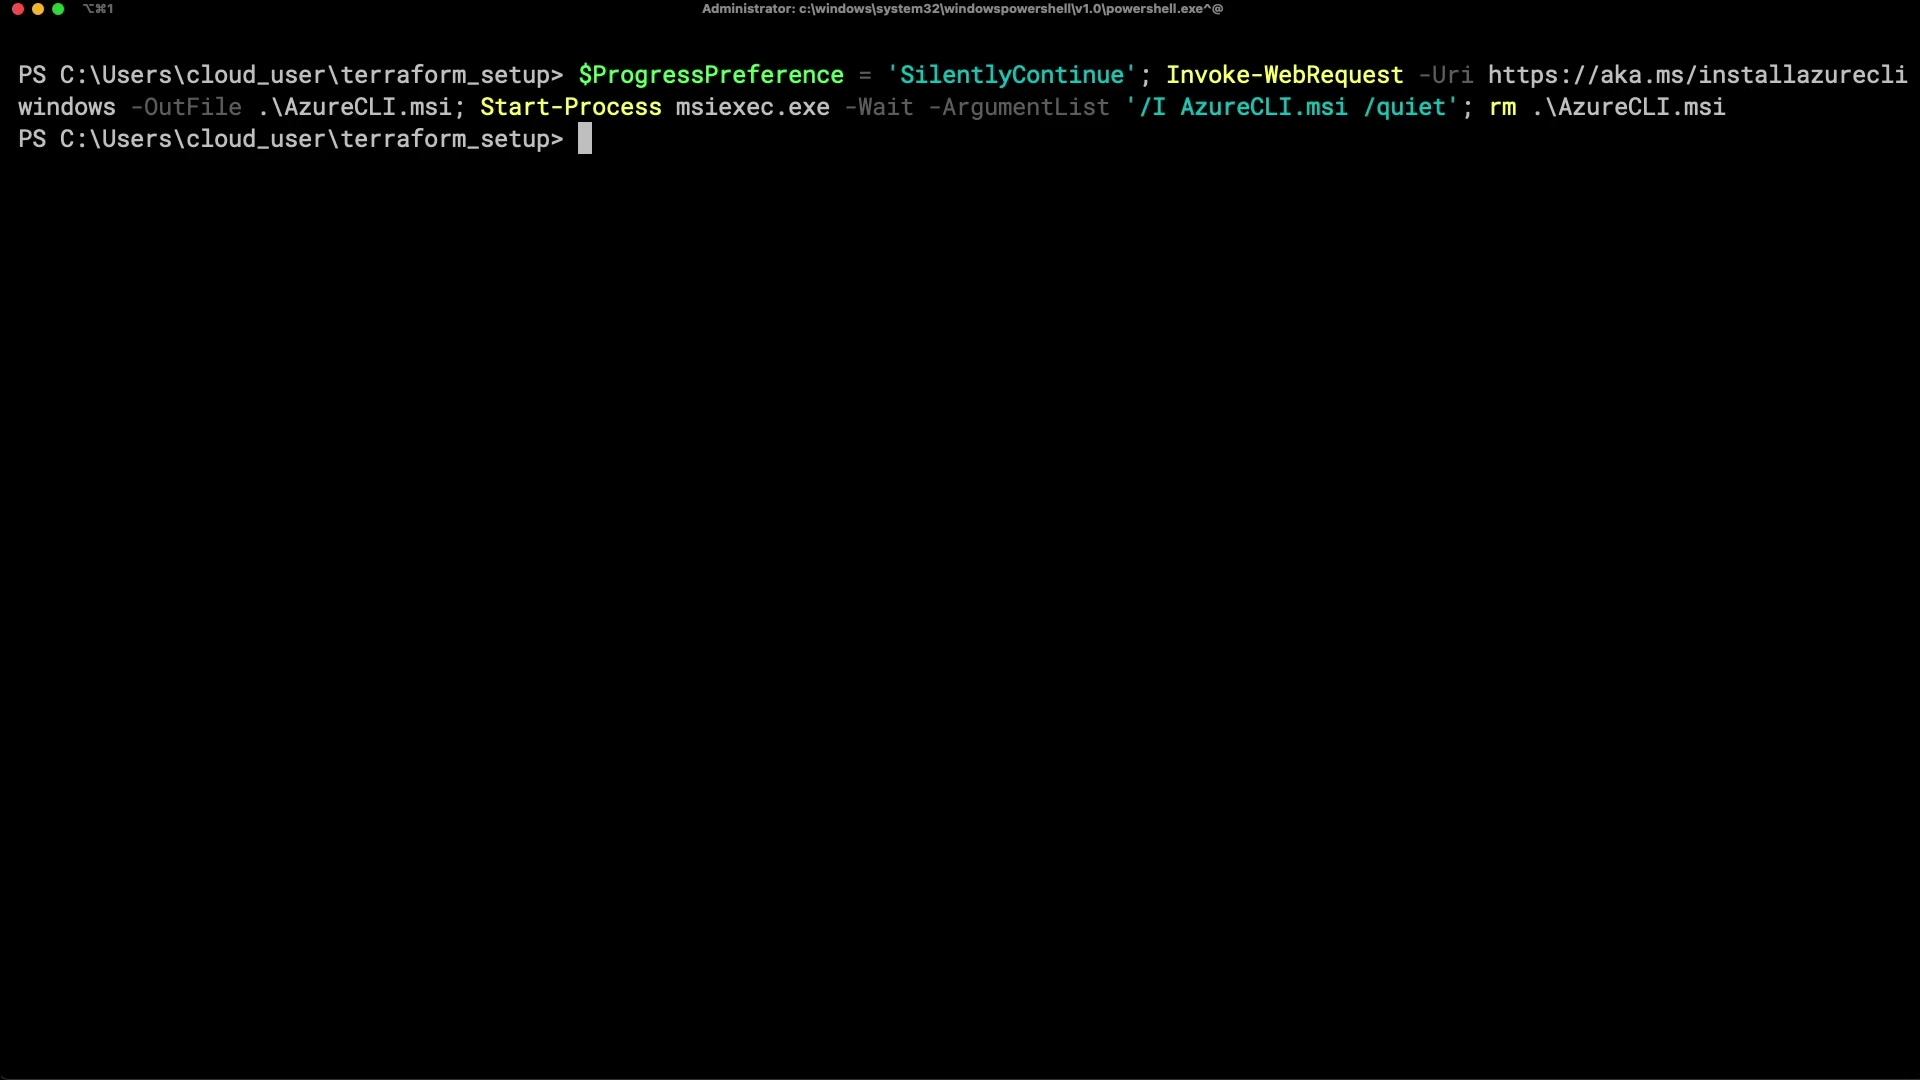 ⌥⌘1
Administrator: c:\windows\system32\windowspowershell\v1.0\powershell.exe^@
PS C:\Users\cloud_user\terraform_setup> $ProgressPreference = 'SilentlyContinue'; Invoke-WebRequest -Uri https://aka.ms/installazurecli
windows -OutFile .\AzureCLI.msi; Start-Process msiexec.exe -Wait -ArgumentList '/I AzureCLI.msi /quiet'; rm .\AzureCLI.msi
PS C:\Users\cloud_user\terraform_setup>